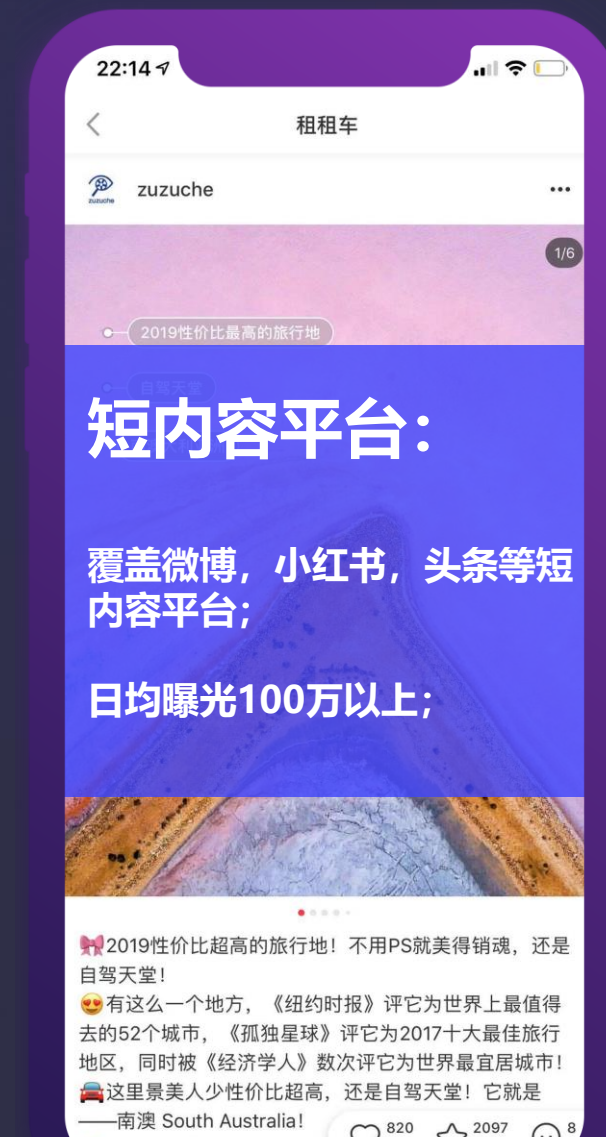 22:14
租租车
zuzuche
zuzuche
1/6
2019性价比最高的旅行地
自驾天堂
短内容平台：
覆盖微博，小红书，头条等短
内容平台；
日均曝光100万以上；
2019性价比超高的旅行地！不用PS就美得销魂，还是
自驾天堂！
有这么一个地方，《纽约时报》评它为世界上最值得
去的52个城市，《孤独星球》评它为2017十大最佳旅行
地区，同时被《经济学人》数次评它为世界最宜居城市！
这里景美人少性价比超高，还是自驾天堂！它就是
——南澳 South Australia！
820
2097
8